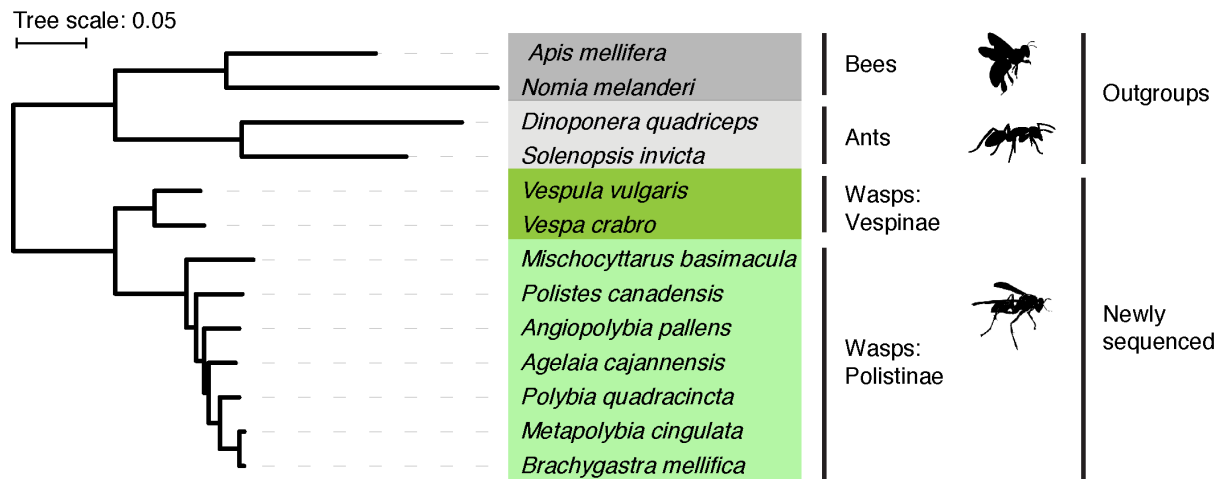 Tree scale: 0.05
Apis mellifera
Nomia melanderi
Dinoponera quadriceps
Solenopsis invicta
Vespula vulgaris
Vespa crabro
Mischocyttarus basimacula
Polistes canadensis
Angiopolybia pallens
Agelaia cajannensis
Polybia quadracincta
Metapolybia cingulata
Brachygastra mellifica
Bees
Ants
Wasps:
Vespinae
Wasps:
Polistinae
Outgroups
Newly
sequenced